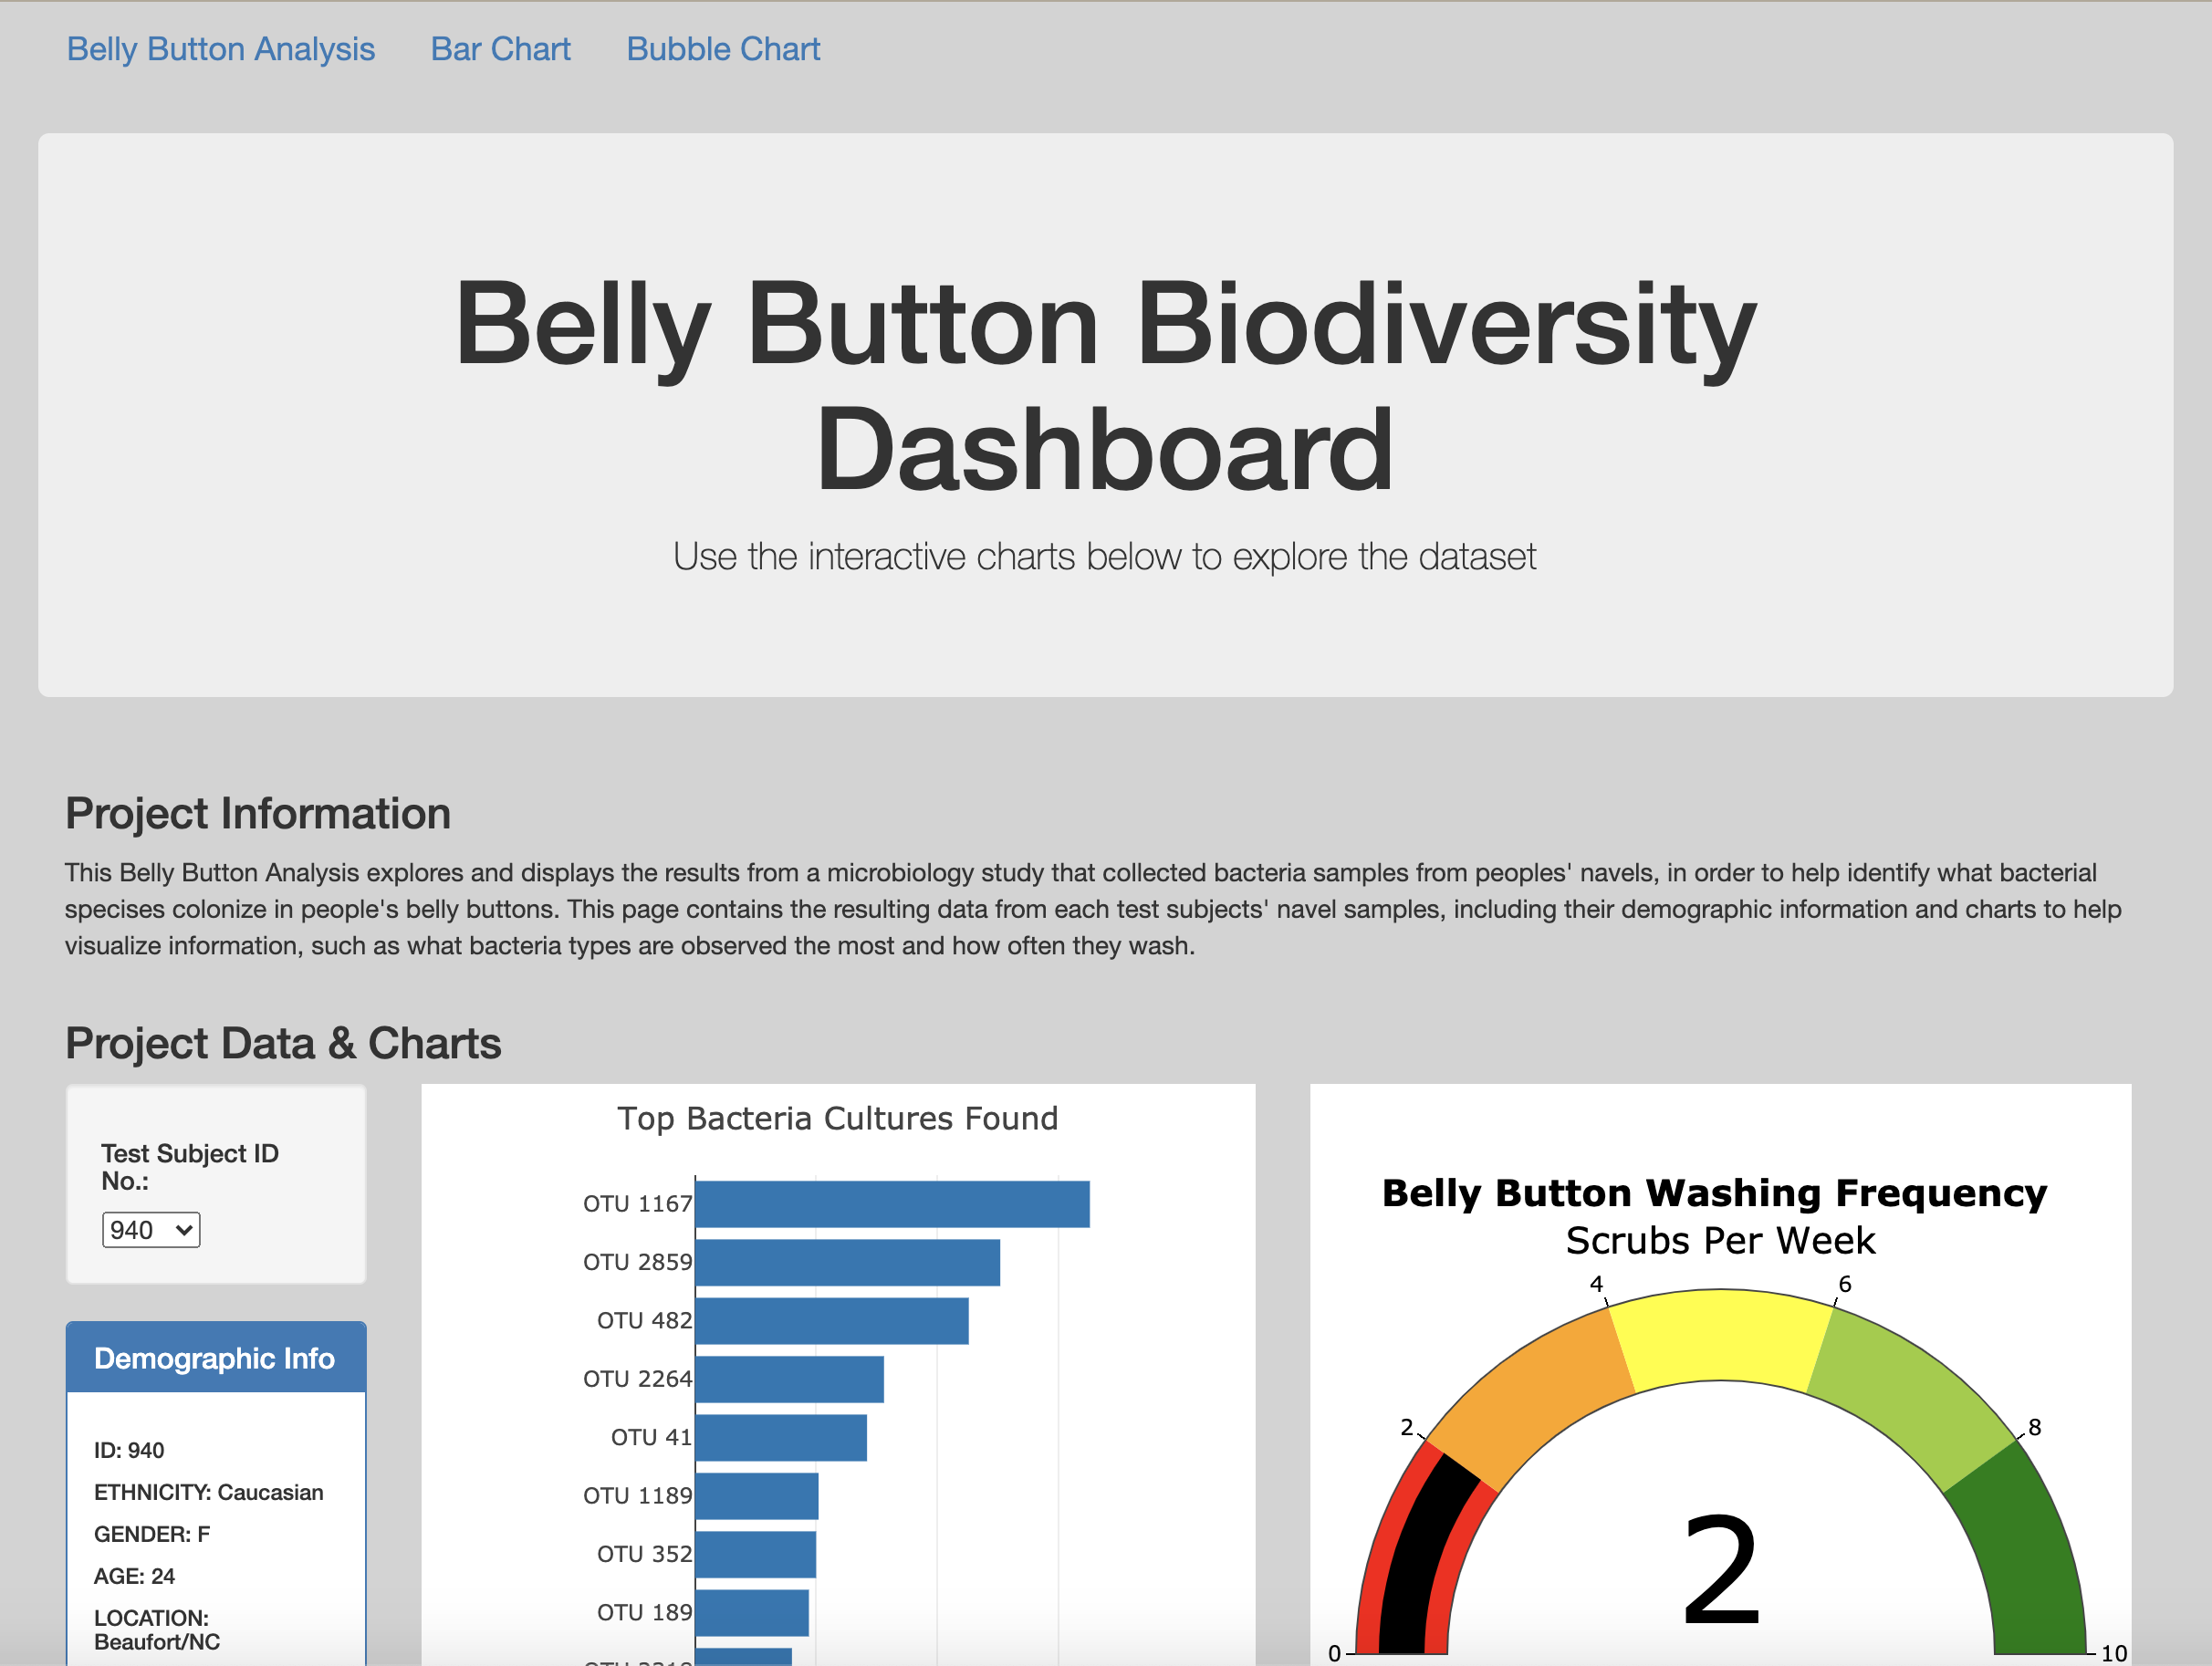 Belly Button Analysis Bar Chart Bubble Chart
Belly Button Biodiversity
Dashboard
Use the interactive charts below to explore the dataset
Project Information
This Belly Button Analysis explores and displays the results from a microbiology study that collected bacteria samples from peoples' navels, in order to help identify what bacterial
specises colonize in people's belly buttons. This page contains the resulting data from each test subjects' navel samples, including their demographic information and charts to help
visualize information, such as what bacteria types are observed the most and how often they wash.
Project Data & Charts
Test Subject ID
No.:
940
Demographic Info
ID: 940
ETHNICITY: Caucasian
GENDER: F
AGE: 24
LOCATION:
Beaufort/NC
Top Bacteria Cultures Found
OTU 1167
OTU 2859
OTU 482
OTU 2264
OTU 41
OTU 1189
OTU 352
OTU 189
Belly Button Washing Frequency
Scrubs Per Week
0
2
4
6
8
10
2